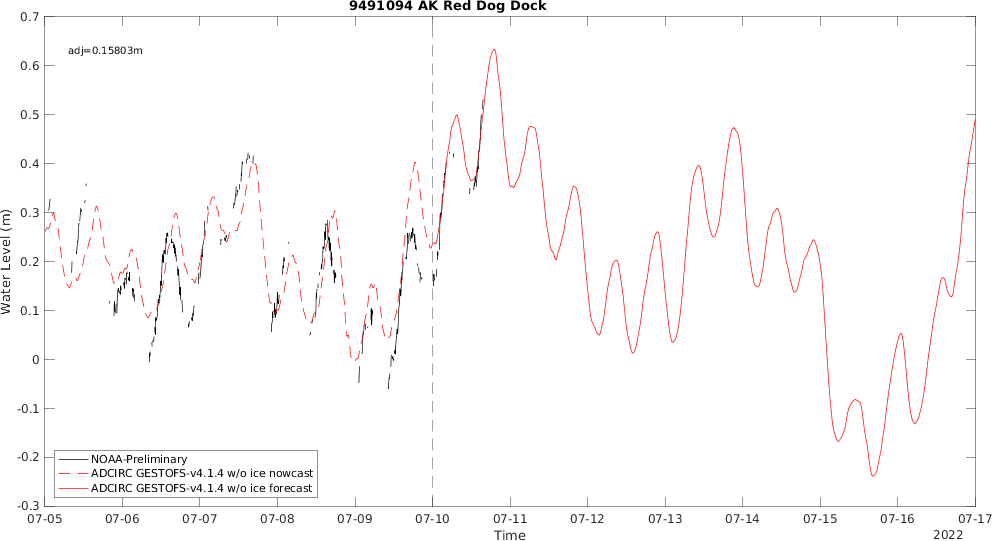 9491094 AK Red Dog Dock
0.7
adj=0.15803m
0.6
0.5
0.4
0.3
0.2
0.1
0
-0.1
-0.2
-0.3
Water Level (m)
NOAA-Preliminary
ADCIRC GESTOFS-v4.1.4 w/o ice nowcast
ADCIRC GESTOFS-v4.1.4 w/o ice forecast
07-05 07-06 07-07 07-08 07-09 07-10 07-11 07-12 07-13 07-14 07-15 07-16 07-17
Time
2022